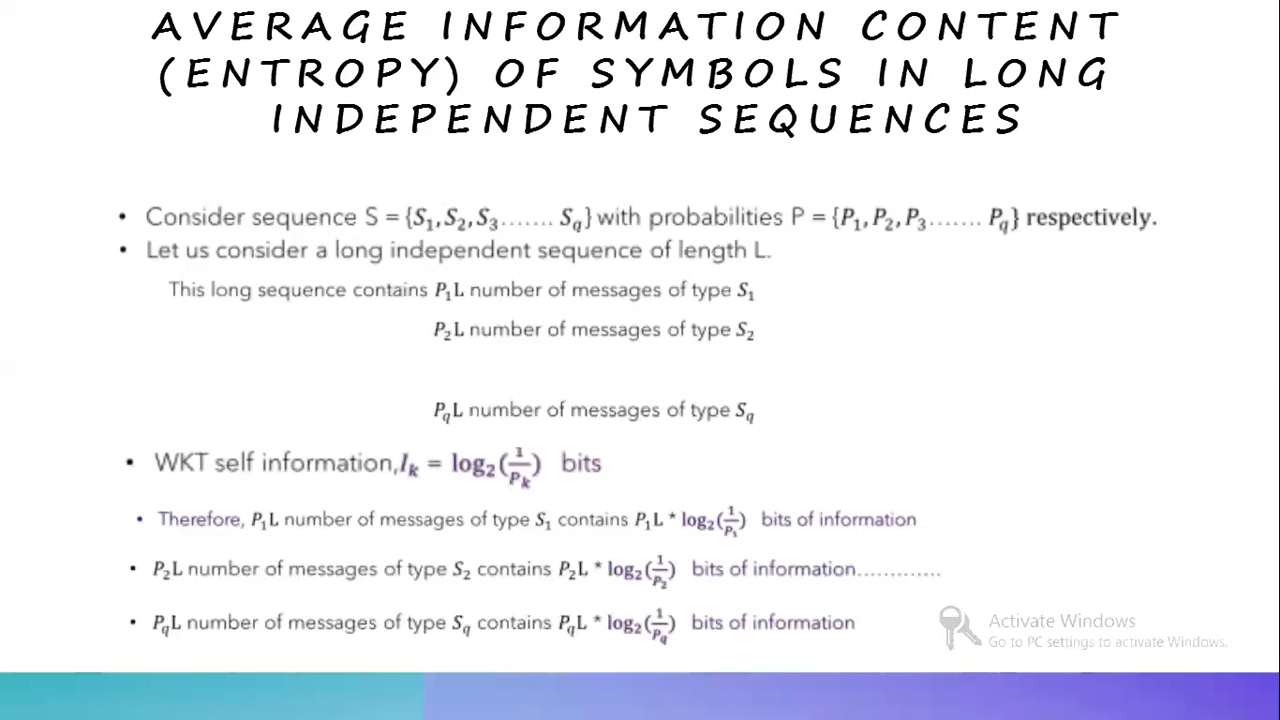 AVERAGE INFORMATION CONTENT
(ENTROPY) OF SYMBOLS IN LONG
INDEPENDENT SEQUENCES
• Consider sequence S = {S₁,S₂,S₃....... S_q} with probabilities P = {P₁,P₂,P₃....... P_q} respectively.
• Let us consider a long independent sequence of length L.
This long sequence contains P₁L number of messages of type S₁
P₂L number of messages of type S₂
P_qL number of messages of type S_q
• WKT self information,I_k = log₂(1/P_k) bits
• Therefore, P₁L number of messages of type S₁ contains P₁L * log₂(1/P₁) bits of information
• P₂L number of messages of type S₂ contains P₂L * log₂(1/P₂) bits of information.............
• P_qL number of messages of type S_q contains P_qL * log₂(1/P_q) bits of information
Activate Windows
Go to PC settings to activate Windows.